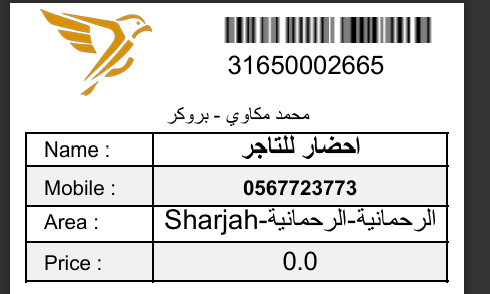 31650002665
محمد مكاوي - بروكر
Name : احضار للتاجر
Mobile : 0567723773
Area : Sharjah-الرحمانية-الرحمانية
Price : 0.0